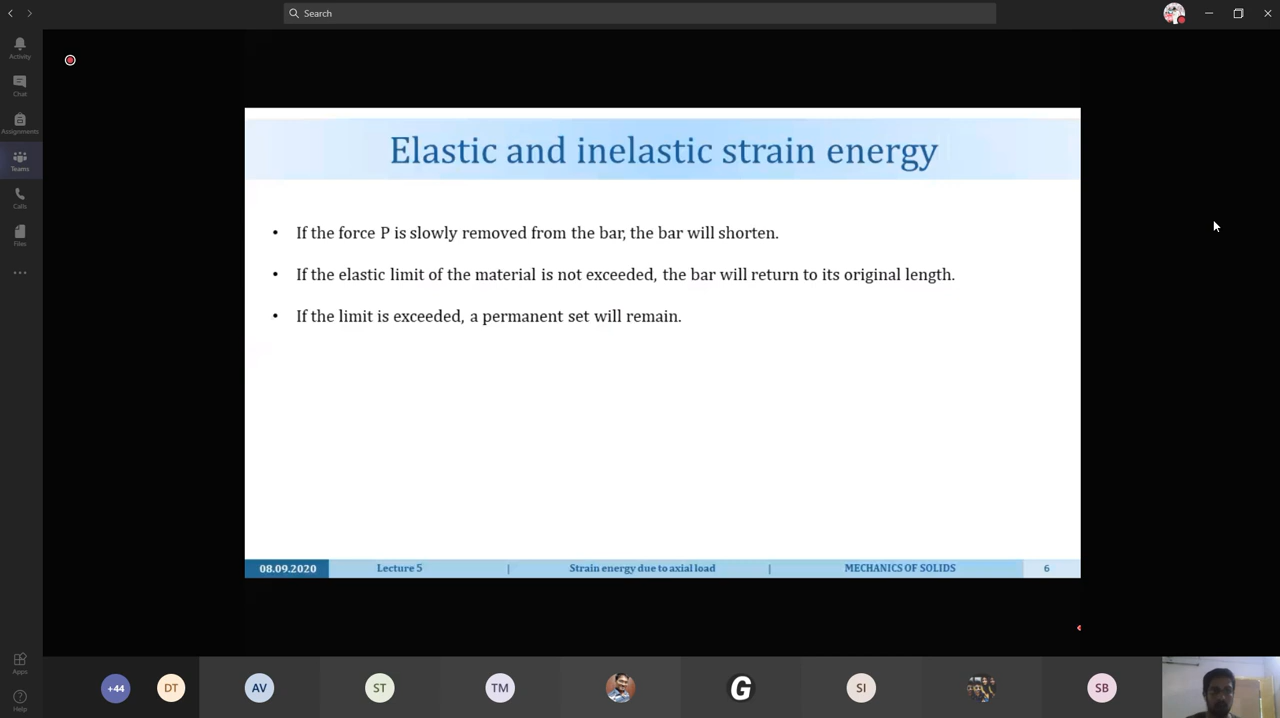 Search
Activity
Chat
Assignments
Teams
Calls
Files
Elastic and inelastic strain energy
• If the force P is slowly removed from the bar, the bar will shorten.
• If the elastic limit of the material is not exceeded, the bar will return to its original length.
• If the limit is exceeded, a permanent set will remain.
08.09.2020 Lecture 5 | Strain energy due to axial load | MECHANICS OF SOLIDS 6
Apps
Help
+44 DT AV ST TM G SI SB